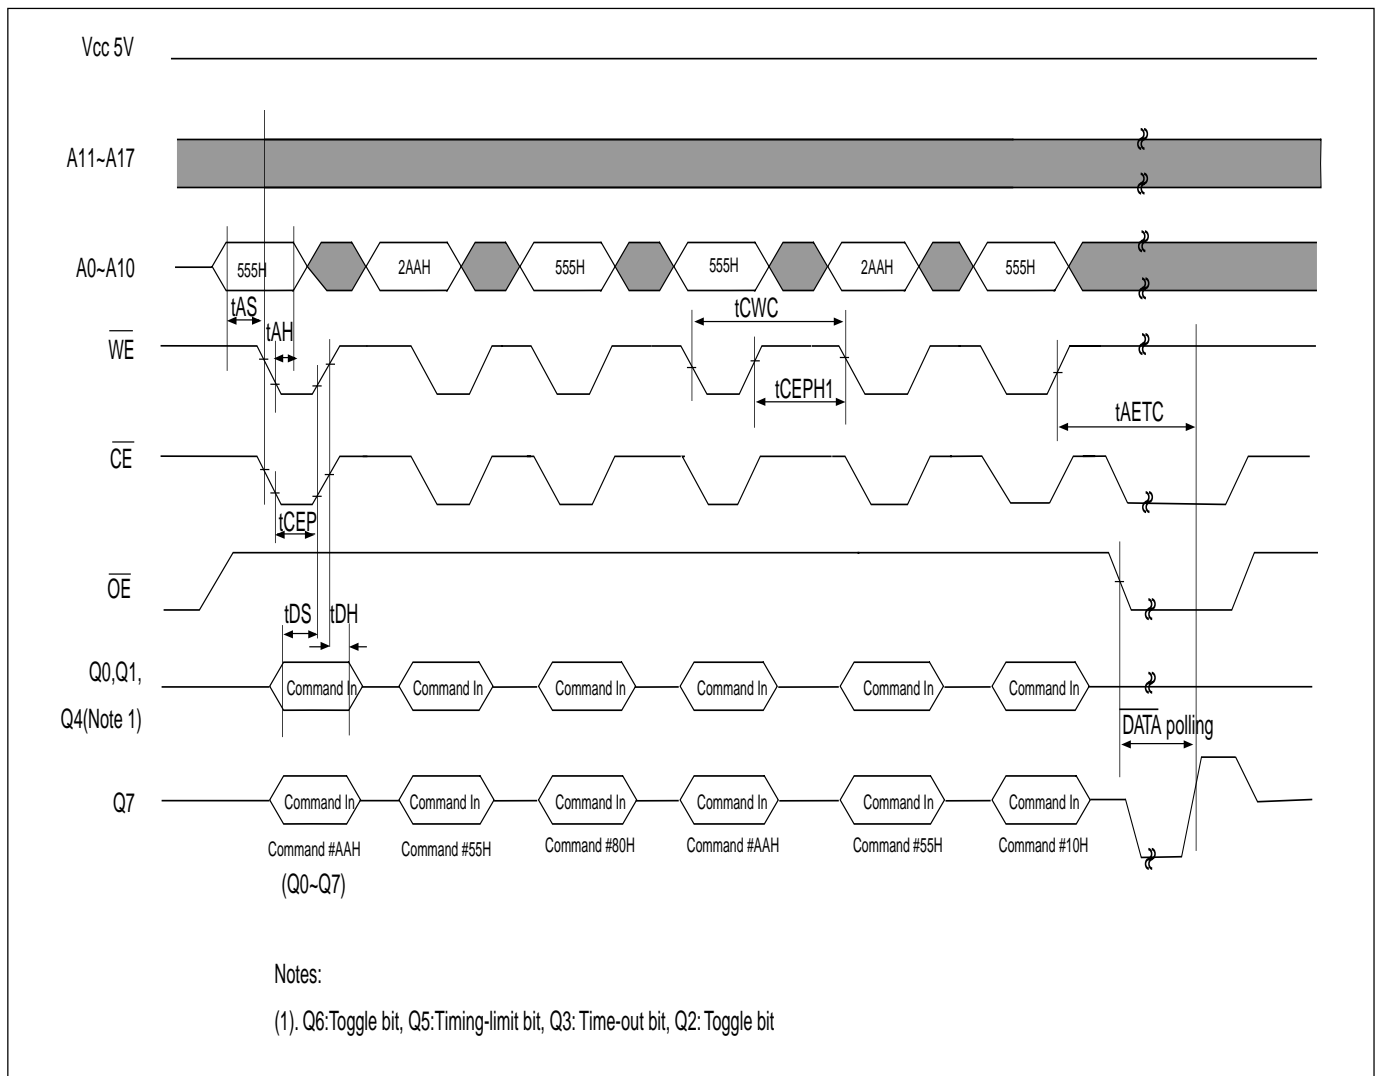 Vcc 5V
A11~A17
A0~A10
555H
2AAH
555H
555H
2AAH
555H
tAS
tAH
tCWC
WE
tCEPH1
tAETC
CE
tCEP
OE
tDS
tDH
Q0,Q1,
Q4(Note 1)
Command In
Command In
Command In
Command In
Command In
Command In
DATA polling
Q7
Command In
Command In
Command In
Command In
Command In
Command In
Command #AAH
Command #55H
Command #80H
Command #AAH
Command #55H
Command #10H
(Q0~Q7)
Notes:
(1). Q6:Toggle bit, Q5:Timing-limit bit, Q3: Time-out bit, Q2: Toggle bit